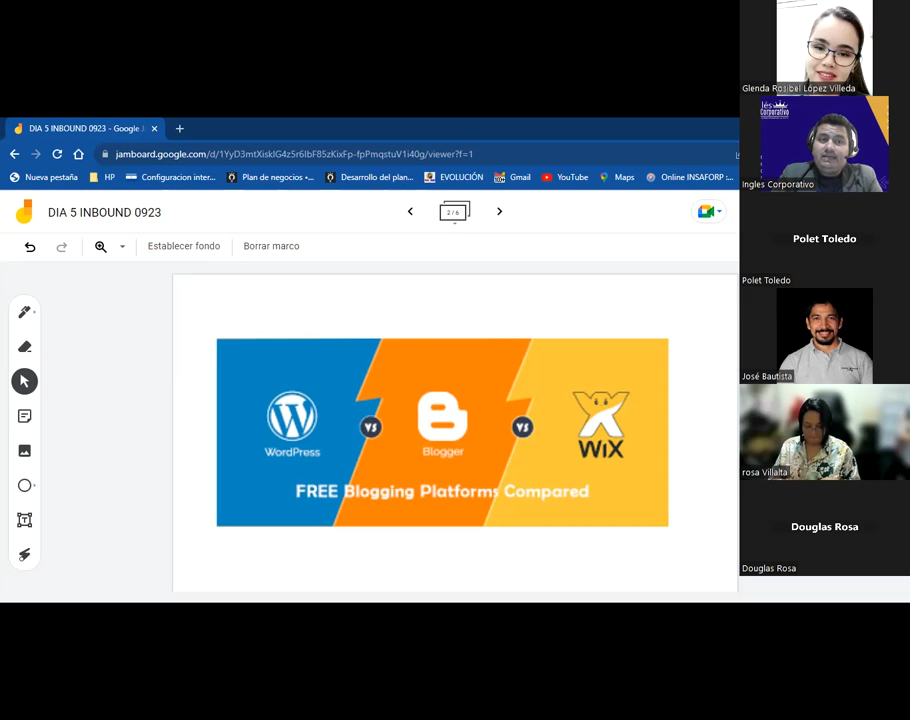 DIA 5 INBOUND 0923 - Google J
jamboard.google.com/d/1YyD3mtXisklG4z5r6IbF85zKixFp-fpPmqstuV1i40g/viewer?f=1
Nueva pestaña
HP
Configuracion inter...
Plan de negocios •...
Desarrollo del plan...
EVOLUCIÓN
Gmail
YouTube
Maps
Online INSAFORP :...
DIA 5 INBOUND 0923
2 / 6
Establecer fondo
Borrar marco
WordPress
VS
Blogger
VS
WiX
FREE Blogging Platforms Compared
Glenda Rosibel López Villeda
Inglés
Corporativo
Ingles Corporativo
Polet Toledo
Polet Toledo
José Bautista
rosa Villalta
Douglas Rosa
Douglas Rosa